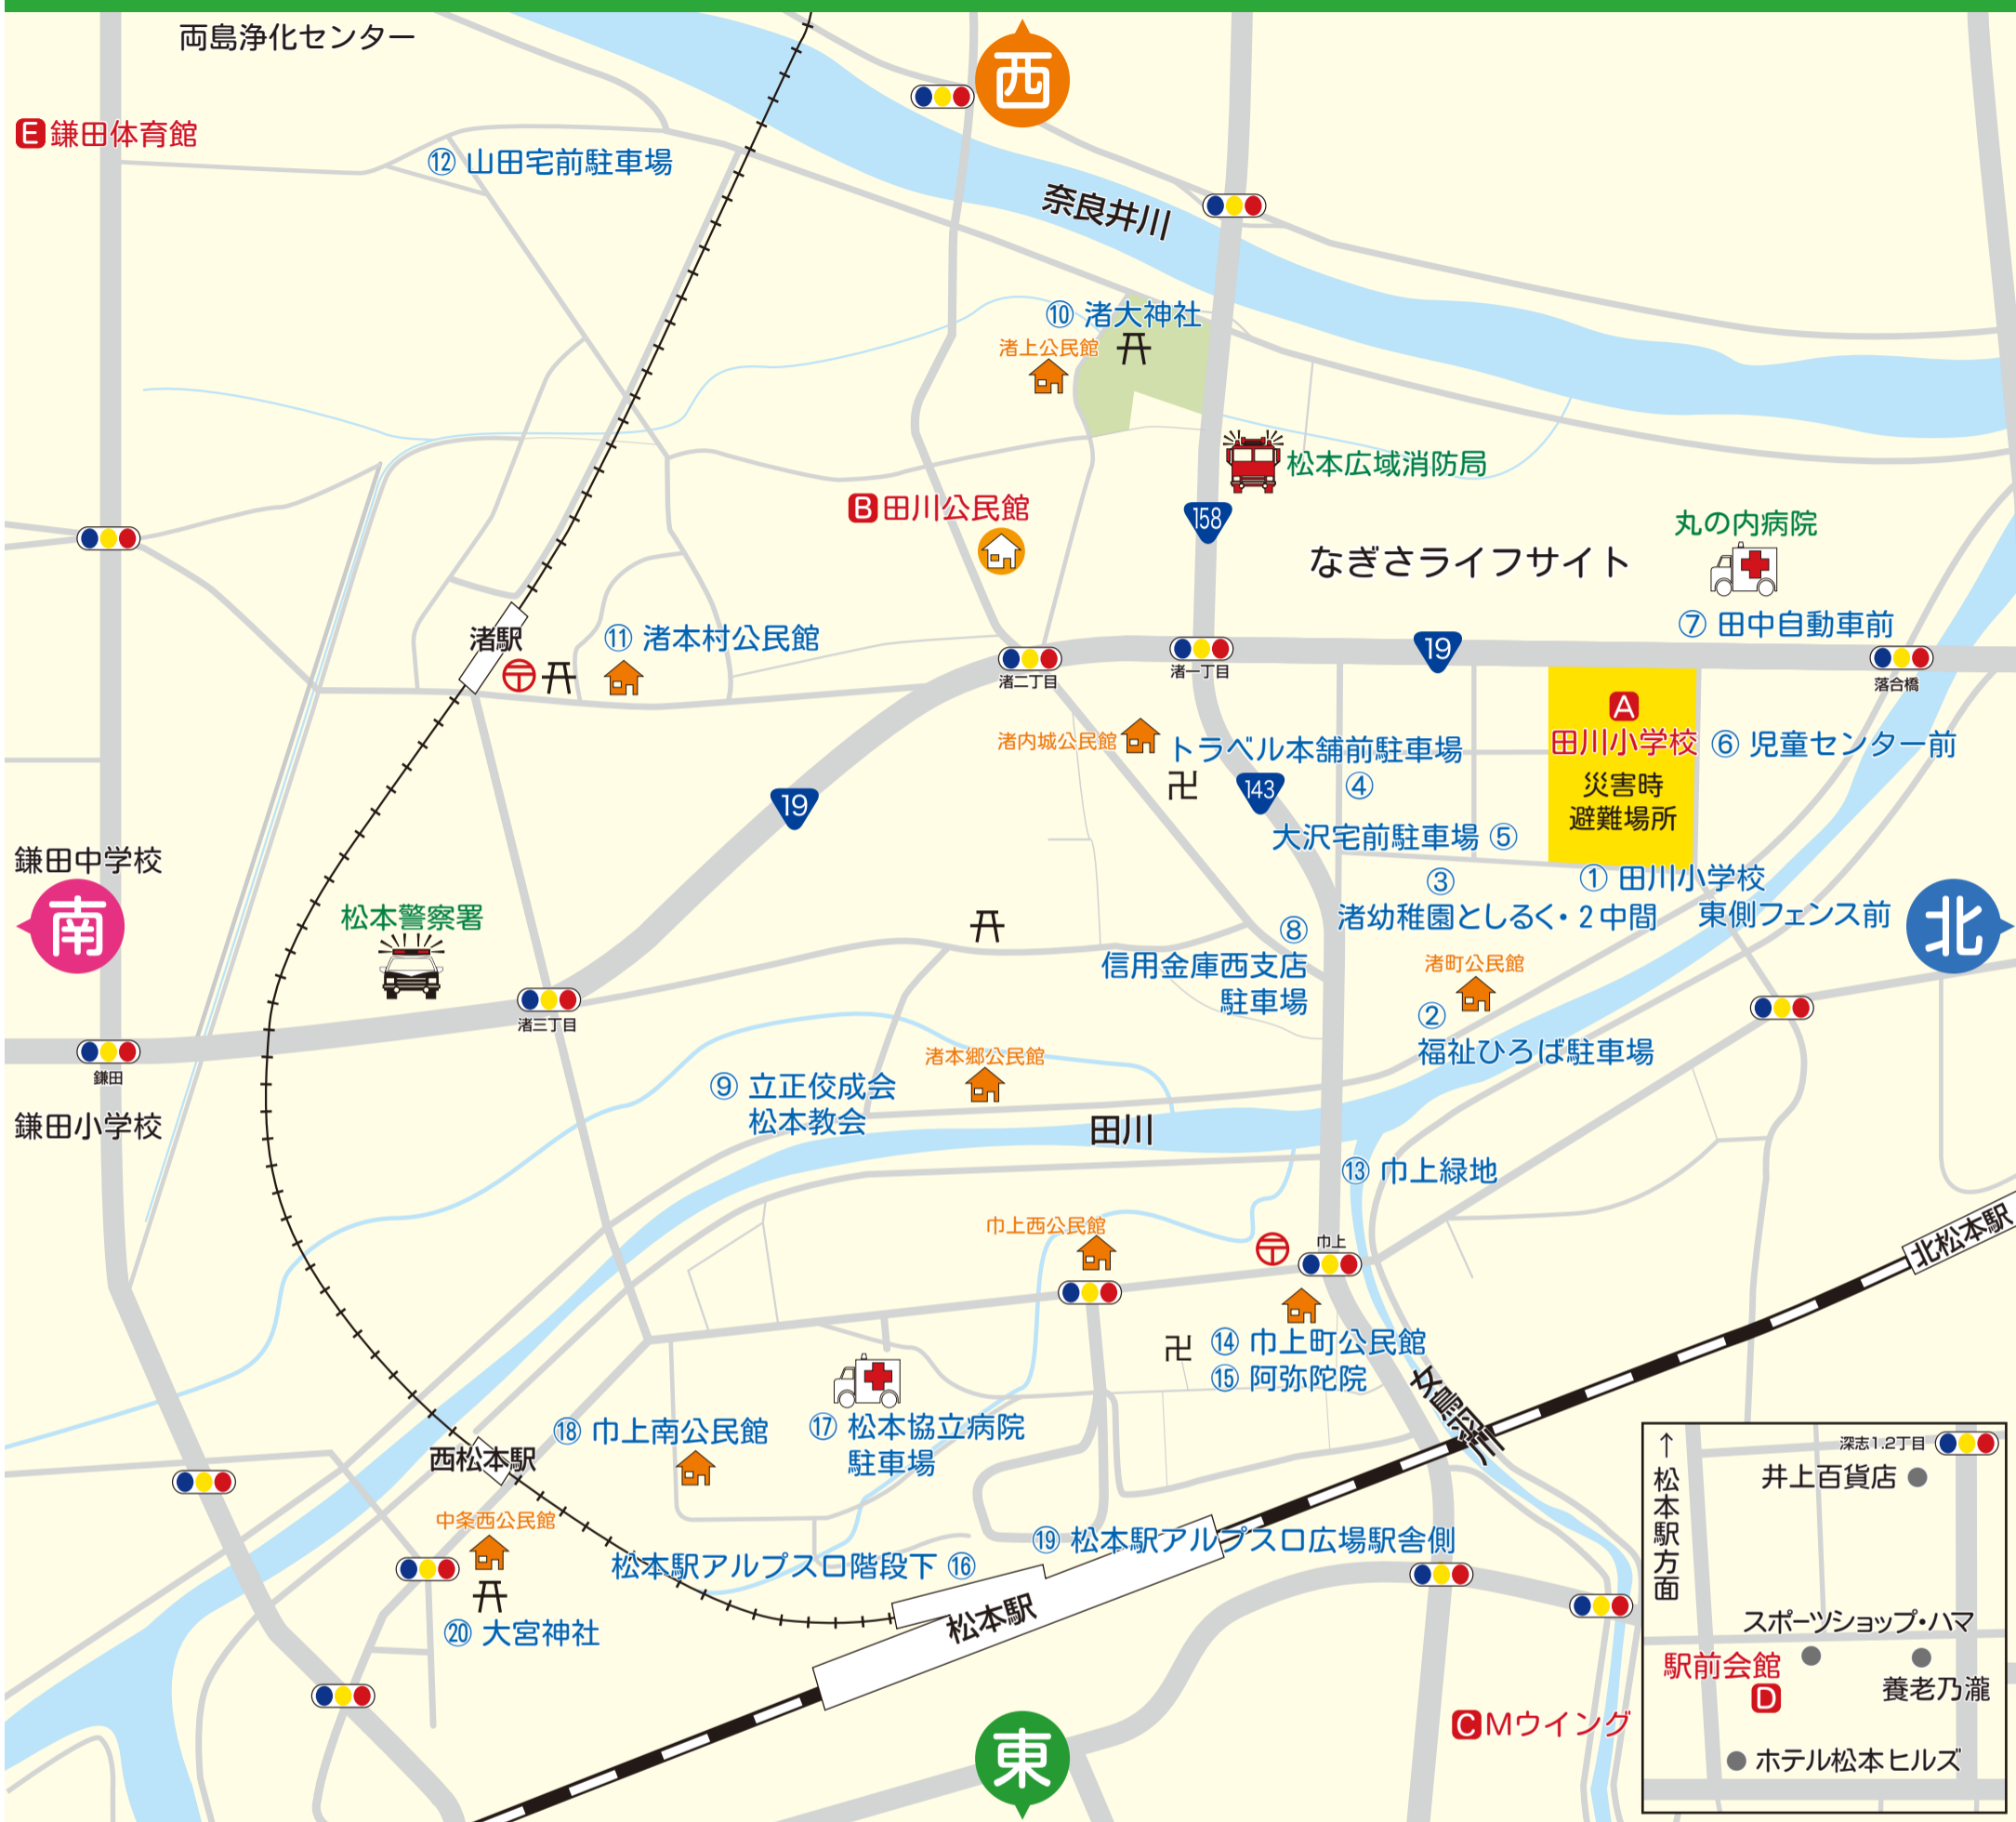 両島浄化センター
西
E 鎌田体育館
⑫ 山田宅前駐車場
奈良井川
⑩ 渚大神社
渚上公民館
松本広域消防局
B 田川公民館
158
丸の内病院
なぎさライフサイト
⑦ 田中自動車前
渚駅
⑪ 渚本村公民館
19
渚二丁目
渚一丁目
落合橋
A
田川小学校
災害時
避難場所
⑥ 児童センター前
渚内城公民館
トラベル本舗前駐車場
④
143
19
大沢宅前駐車場 ⑤
鎌田中学校
南
松本警察署
③
渚幼稚園としるく・2中間
① 田川小学校
東側フェンス前
北
⑧
信用金庫西支店
駐車場
渚町公民館
②
福祉ひろば駐車場
渚三丁目
鎌田
渚本郷公民館
⑨ 立正佼成会
松本教会
田川
鎌田小学校
⑬ 巾上緑地
巾上西公民館
巾上
北松本駅
⑭ 巾上町公民館
⑮ 阿弥陀院
女鳥羽川
⑱ 巾上南公民館
⑰ 松本協立病院
駐車場
西松本駅
中条西公民館
松本駅アルプス口階段下 ⑯
⑲ 松本駅アルプス口広場駅舎側
⑳ 大宮神社
松本駅
東
C Mウイング
↑松本駅方面
深志1.2丁目
井上百貨店
スポーツショップ・ハマ
駅前会館
D
養老乃瀧
ホテル松本ヒルズ